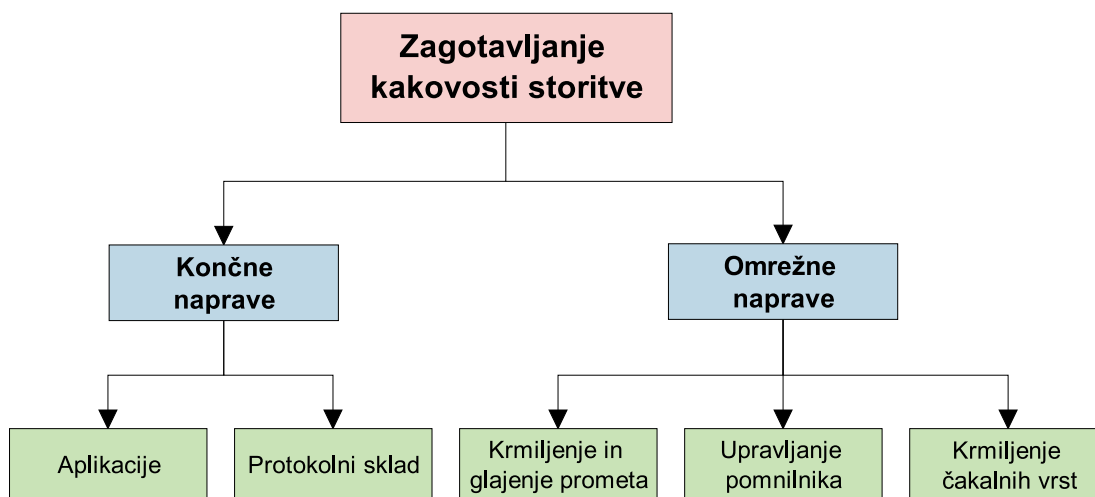 Zagotavljanje
kakovosti storitve
Končne
naprave
Omrežne
naprave
Aplikacije
Protokolni sklad
Krmiljenje in
glajenje prometa
Upravljanje
pomnilnika
Krmiljenje
čakalnih vrst